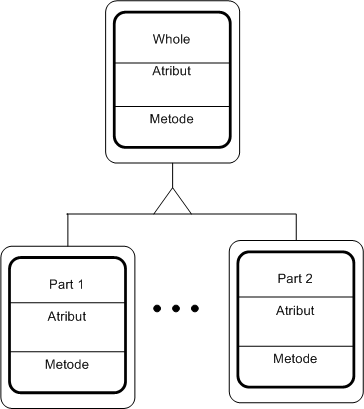 Whole
Atribut
Metode
Part 1
Atribut
Metode
Part 2
Atribut
Metode